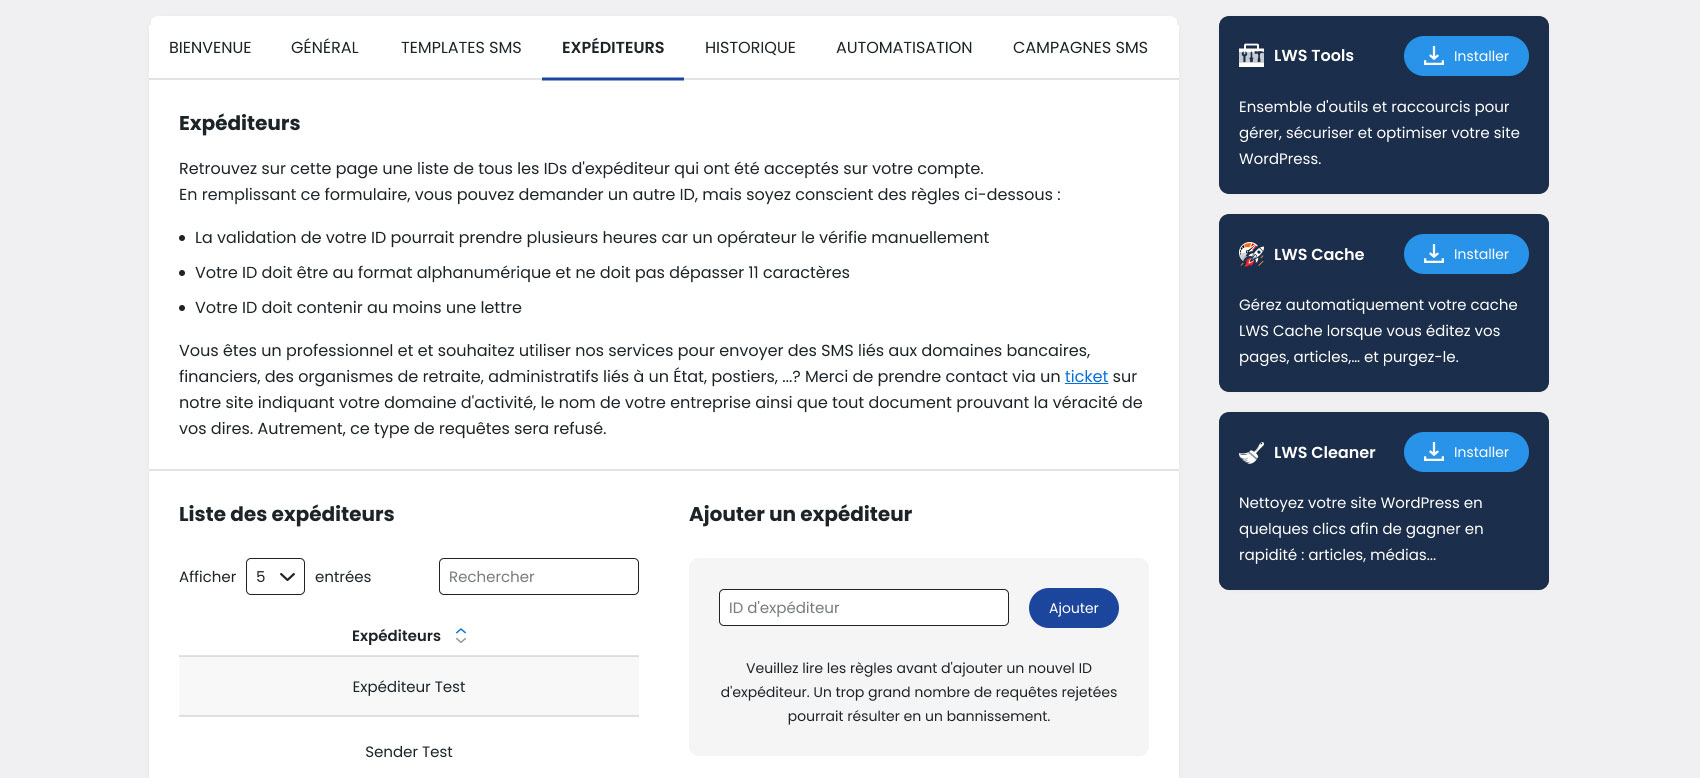 BIENVENUE GÉNÉRAL TEMPLATES SMS EXPÉDITEURS HISTORIQUE AUTOMATISATION CAMPAGNES SMS
Expéditeurs
Retrouvez sur cette page une liste de tous les IDs d'expéditeur qui ont été acceptés sur votre compte.
En remplissant ce formulaire, vous pouvez demander un autre ID, mais soyez conscient des règles ci-dessous :
• La validation de votre ID pourrait prendre plusieurs heures car un opérateur le vérifie manuellement
• Votre ID doit être au format alphanumérique et ne doit pas dépasser 11 caractères
• Votre ID doit contenir au moins une lettre
Vous êtes un professionnel et et souhaitez utiliser nos services pour envoyer des SMS liés aux domaines bancaires,
financiers, des organismes de retraite, administratifs liés à un État, postiers, ...? Merci de prendre contact via un ticket sur
notre site indiquant votre domaine d'activité, le nom de votre entreprise ainsi que tout document prouvant la véracité de
vos dires. Autrement, ce type de requêtes sera refusé.
Liste des expéditeurs
Afficher 5 entrées
Rechercher
Expéditeurs
Expéditeur Test
Sender Test
Ajouter un expéditeur
ID d'expéditeur
Ajouter
Veuillez lire les règles avant d'ajouter un nouvel ID
d'expéditeur. Un trop grand nombre de requêtes rejetées
pourrait résulter en un bannissement.
LWS Tools
Installer
Ensemble d'outils et raccourcis pour
gérer, sécuriser et optimiser votre site
WordPress.
LWS Cache
Installer
Gérez automatiquement votre cache
LWS Cache lorsque vous éditez vos
pages, articles,... et purgez-le.
LWS Cleaner
Installer
Nettoyez votre site WordPress en
quelques clics afin de gagner en
rapidité : articles, médias...